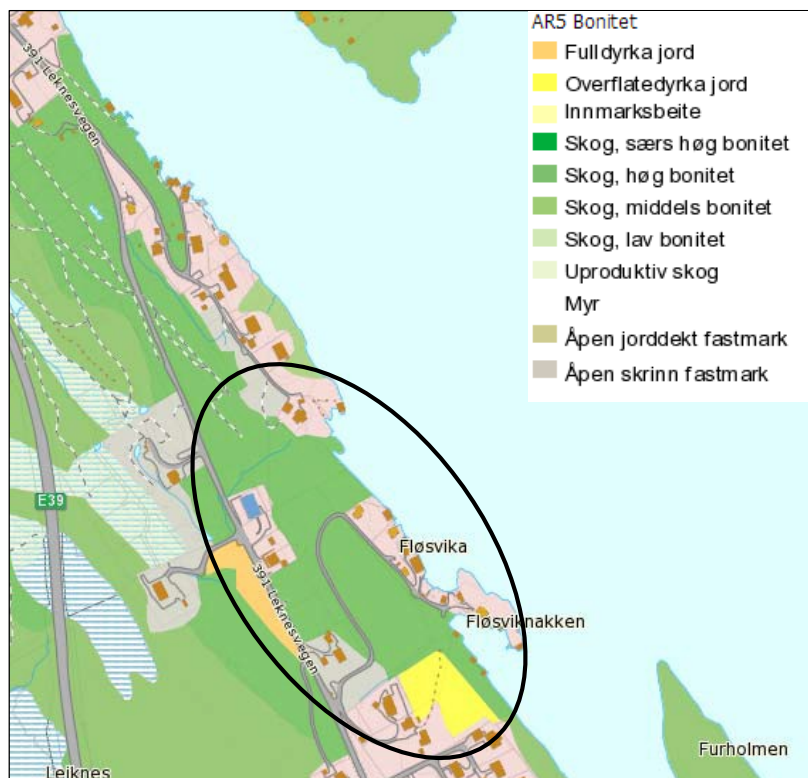 AR5 Bonitet
Fulldyrka jord
Overflatedyrka jord
Innmarksbeite
Skog, særs høg bonitet
Skog, høg bonitet
Skog, middels bonitet
Skog, lav bonitet
Uproduktiv skog
Myr
Åpen jorddekt fastmark
Åpen skrinn fastmark
391 Leknesvegen
E39
Fløsvika
391 Leknesvegen
Fløsviknakken
Furholmen
Leiknes